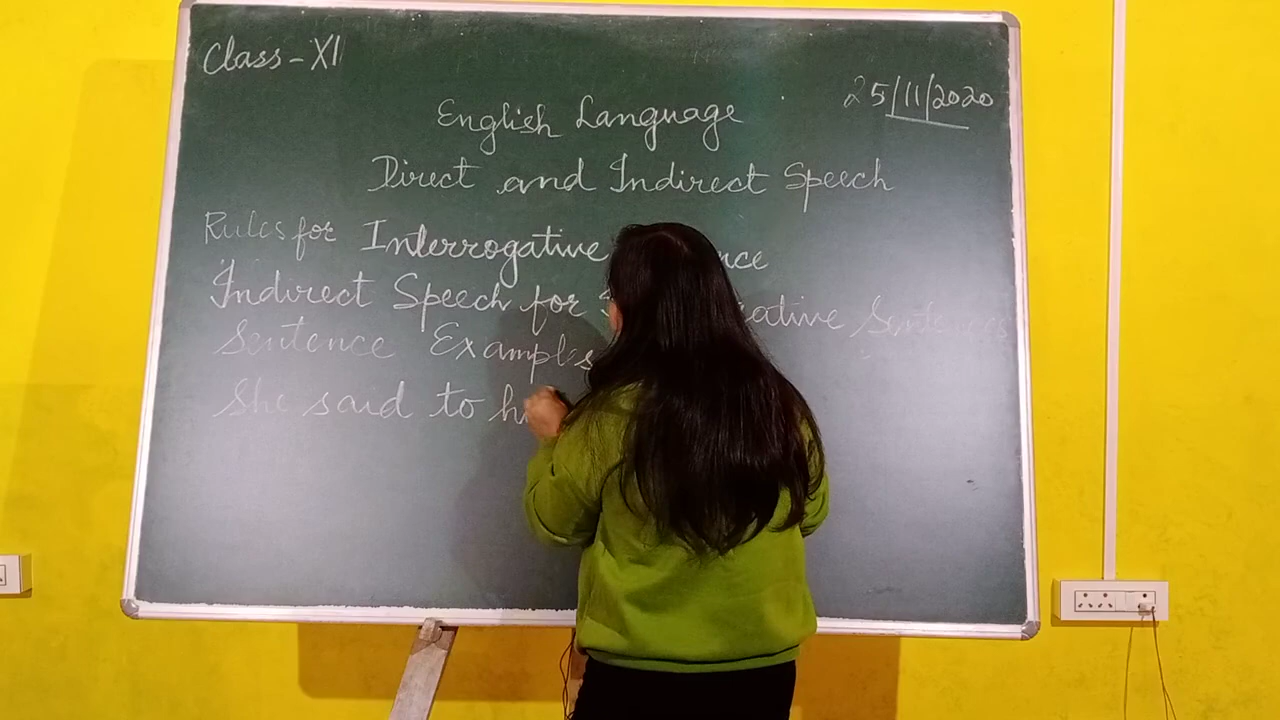 Class - XI
25/11/2020
English Language
Direct and Indirect Speech
Rules for Interrogative
Indirect Speech for
Sentence Examples
She said to